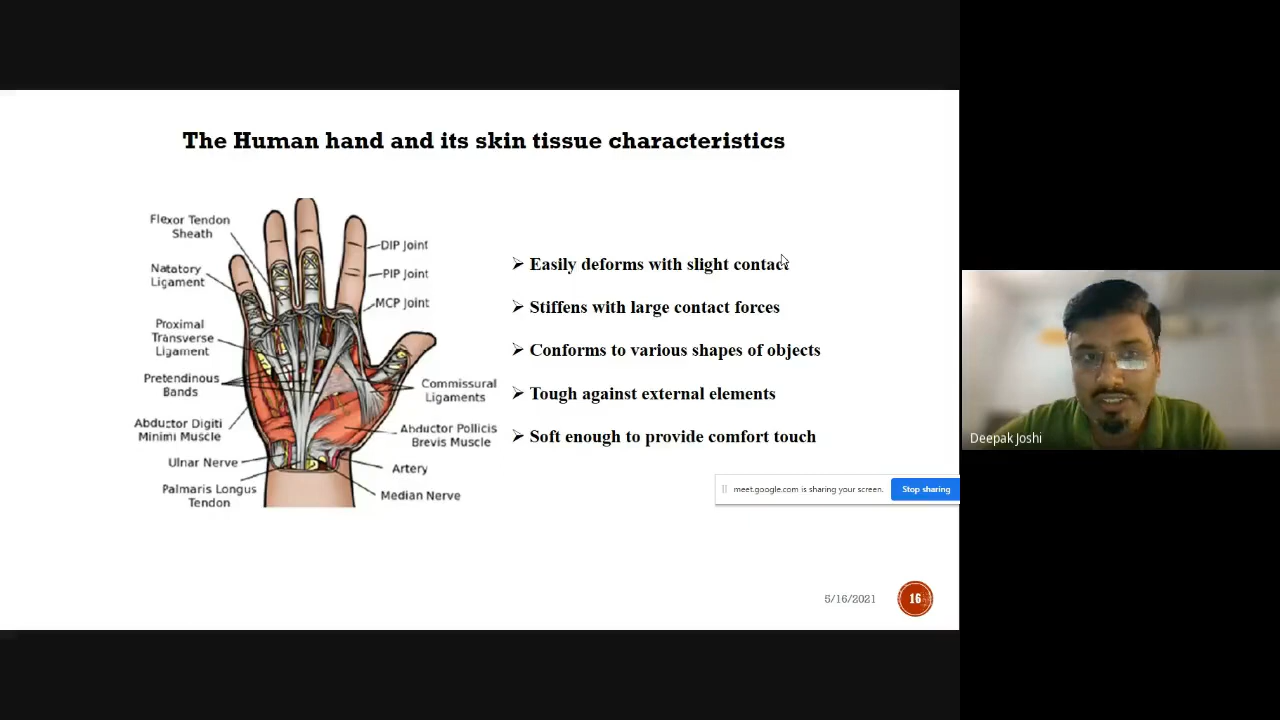 The Human hand and its skin tissue characteristics
Flexor Tendon
Sheath
Natatory
Ligament
Proximal
Transverse
Ligament
Pretendinous
Bands
Abductor Digiti
Minimi Muscle
Ulnar Nerve
Palmaris Longus
Tendon
DIP Joint
PIP Joint
MCP Joint
Commissural
Ligaments
Abductor Pollicis
Brevis Muscle
Artery
Median Nerve
Easily deforms with slight contact
Stiffens with large contact forces
Conforms to various shapes of objects
Tough against external elements
Soft enough to provide comfort touch
meet.google.com is sharing your screen.
Stop sharing
5/16/2021
16
Deepak Joshi